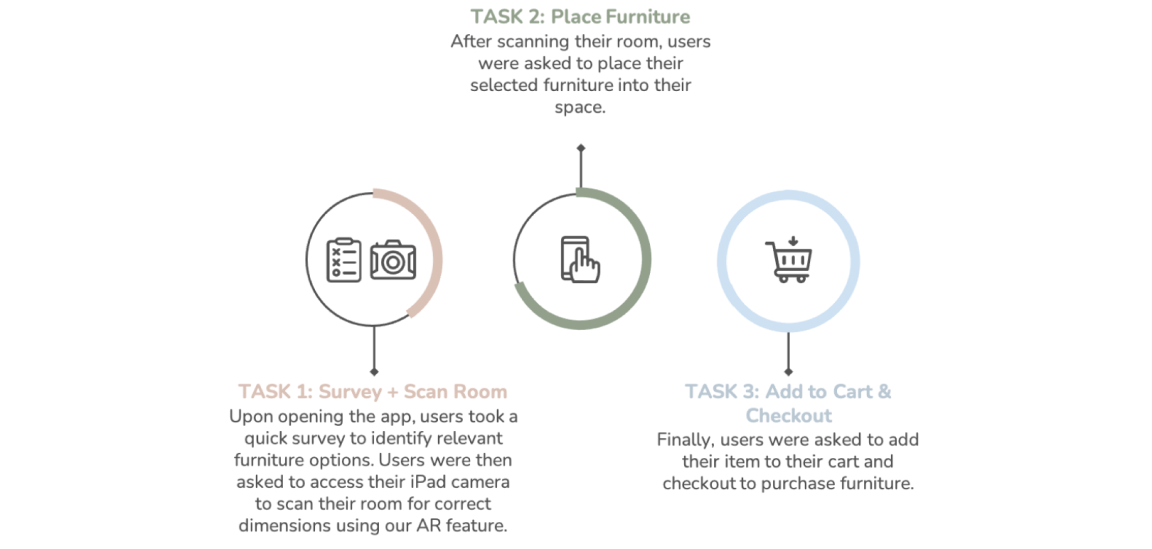 TASK 2: Place Furniture
After scanning their room, users
were asked to place their
selected furniture into their
space.
TASK 1: Survey + Scan Room
Upon opening the app, users took a
quick survey to identify relevant
furniture options. Users were then
asked to access their iPad camera
to scan their room for correct
dimensions using our AR feature.
TASK 3: Add to Cart &
Checkout
Finally, users were asked to add
their item to their cart and
checkout to purchase furniture.